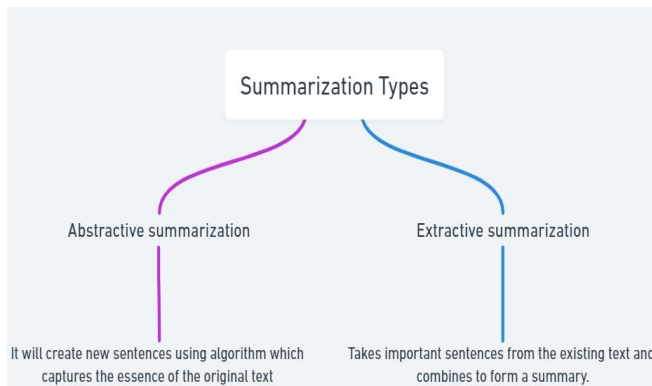 Summarization Types
Abstractive summarization
Extractive summarization
It will create new sentences using algorithm which
captures the essence of the original text
Takes important sentences from the existing text and
combines to form a summary.